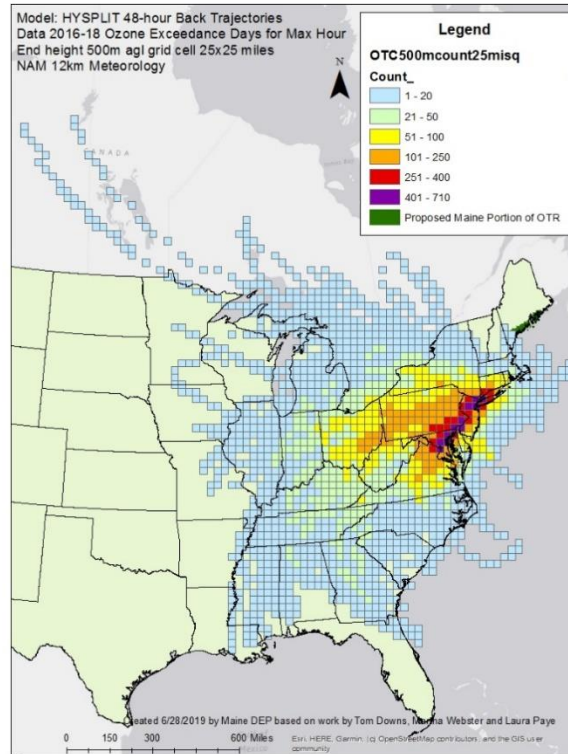 Model: HYSPLIT 48-hour Back Trajectories
Data 2016-18 Ozone Exceedance Days for Max Hour
End height 500m agl grid cell 25x25 miles
NAM 12km Meteorology
N
Legend
OTC500mcount25misq
Count_
1 - 20
21 - 50
51 - 100
101 - 250
251 - 400
401 - 710
Proposed Maine Portion of OTR
CANADA
Created 6/28/2019 by Maine DEP based on work by Tom Downs, Martha Webster and Laura Paye
0 150 300 600 Miles
Esri, HERE, Garmin, (c) OpenStreetMap contributors, and the GIS user
community